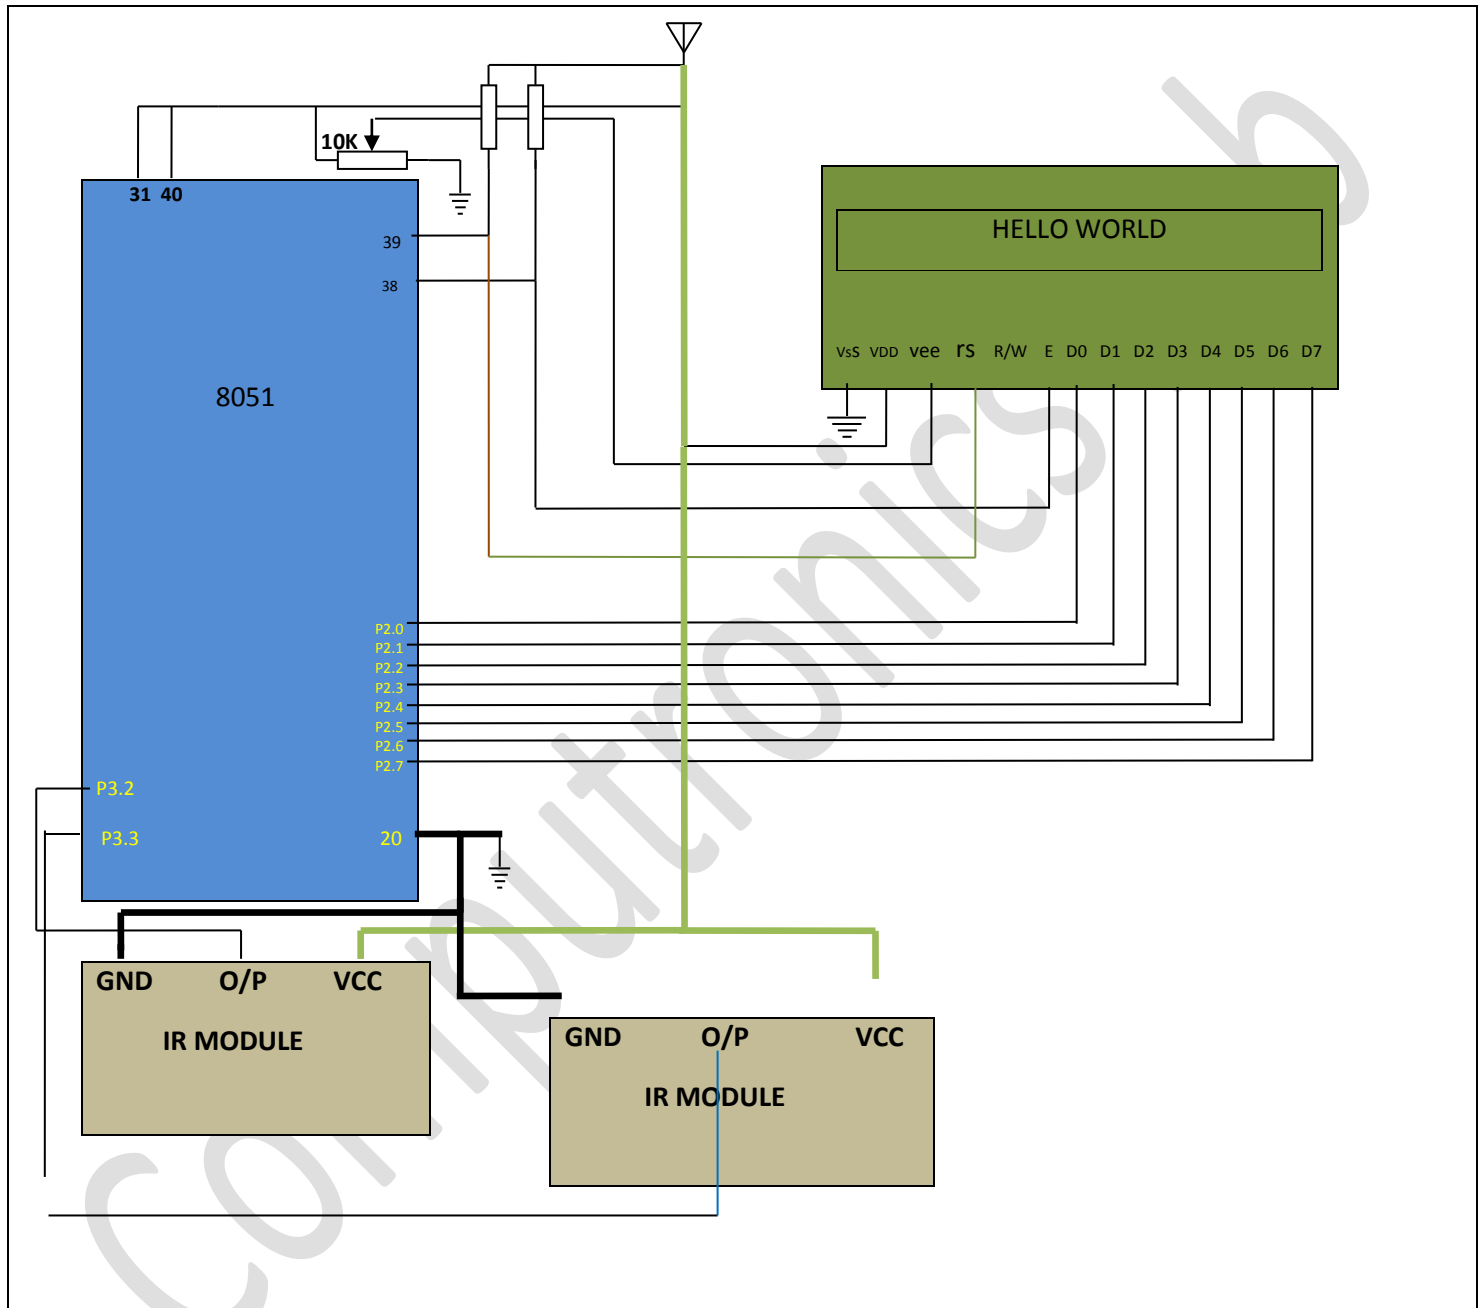 10K
31 40
39
38
8051
HELLO WORLD
VsS VDD vee rs R/W E D0 D1 D2 D3 D4 D5 D6 D7
P2.0
P2.1
P2.2
P2.3
P2.4
P2.5
P2.6
P2.7
P3.2
P3.3
20
GND O/P VCC
IR MODULE
GND O/P VCC
IR MODULE
Computronics b